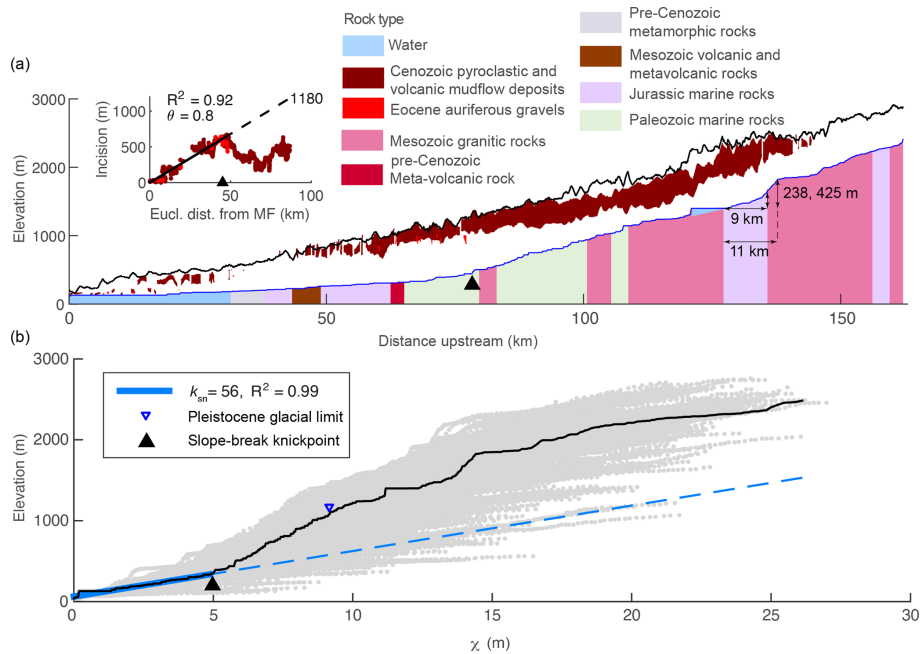 Rock type
Water
Cenozoic pyroclastic and
volcanic mudflow deposits
Eocene auriferous gravels
Mesozoic granitic rocks
pre-Cenozoic
Meta-volcanic rock
Pre-Cenozoic
metamorphic rocks
Mesozoic volcanic and
metavolcanic rocks
Jurassic marine rocks
Paleozoic marine rocks
(a)
3000
2000
1000
0
Elevation (m)
1000
500
0
Incision (m)
R² = 0.92
θ = 0.8
1180
0 50 100
Eucl. dist. from MF (km)
238, 425 m
9 km
11 km
0 50 100 150
Distance upstream (km)
(b)
3000
2000
1000
0
Elevation (m)
ksn = 56, R² = 0.99
Pleistocene glacial limit
Slope-break knickpoint
0 5 10 15 20 25 30
χ (m)